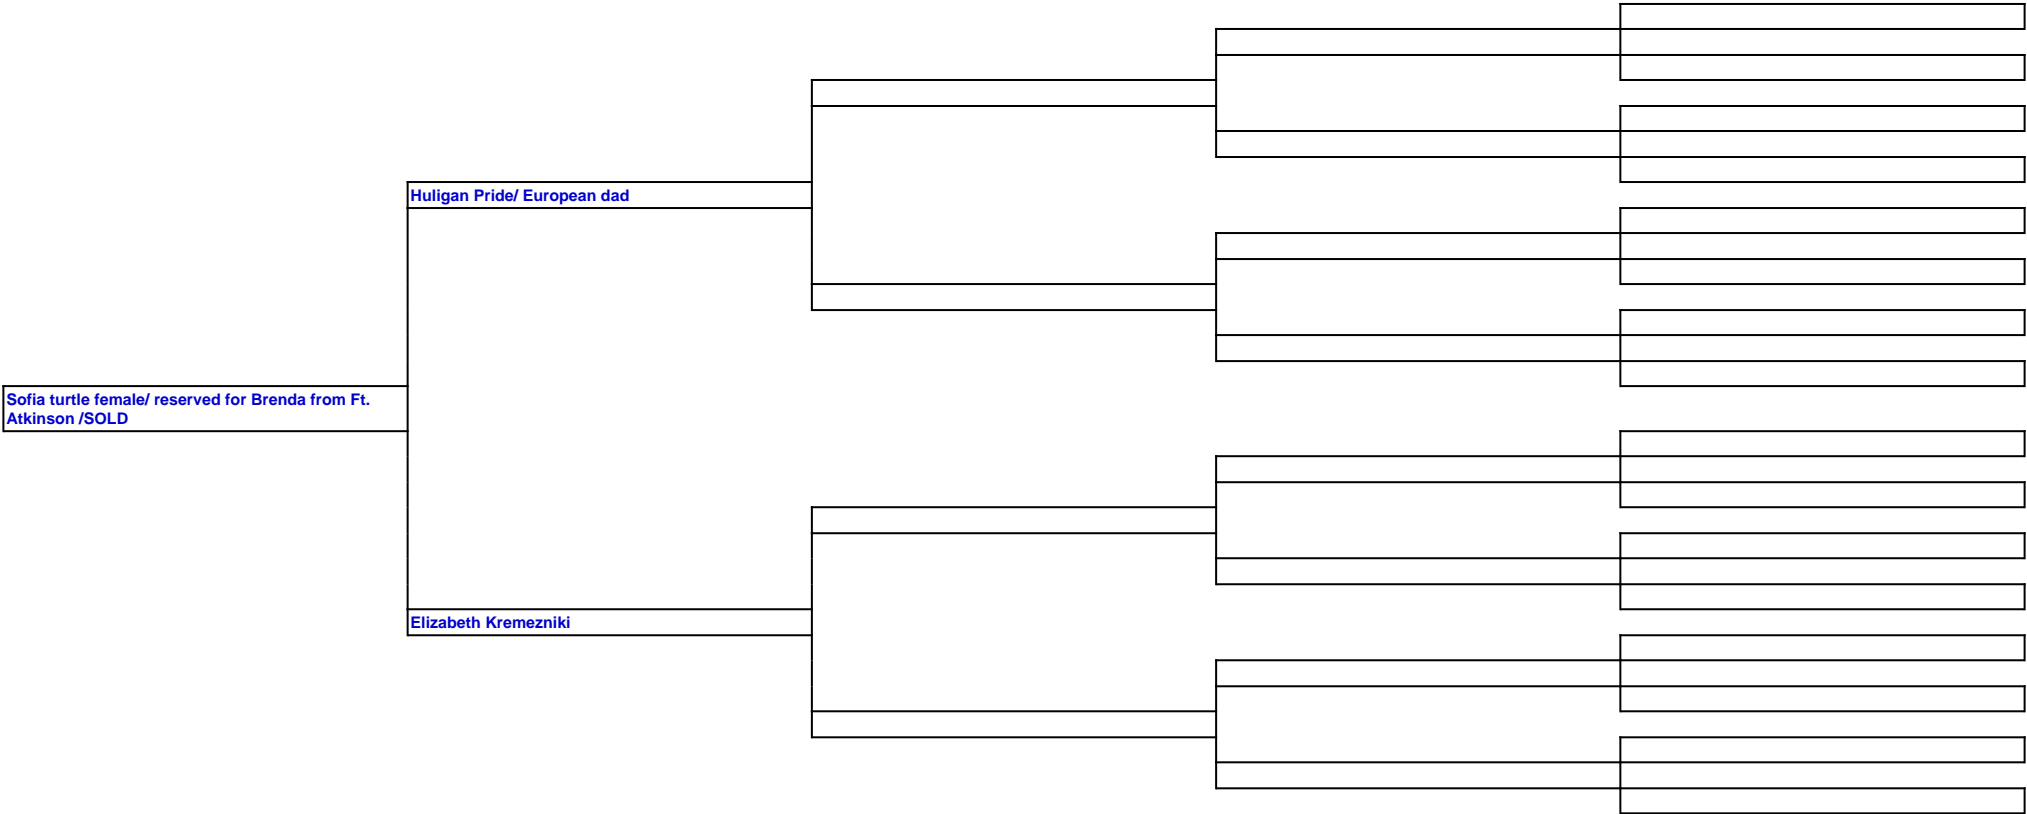 Huligan Pride/ European dad
Sofia turtle female/ reserved for Brenda from Ft.
Atkinson /SOLD
Elizabeth Kremezniki